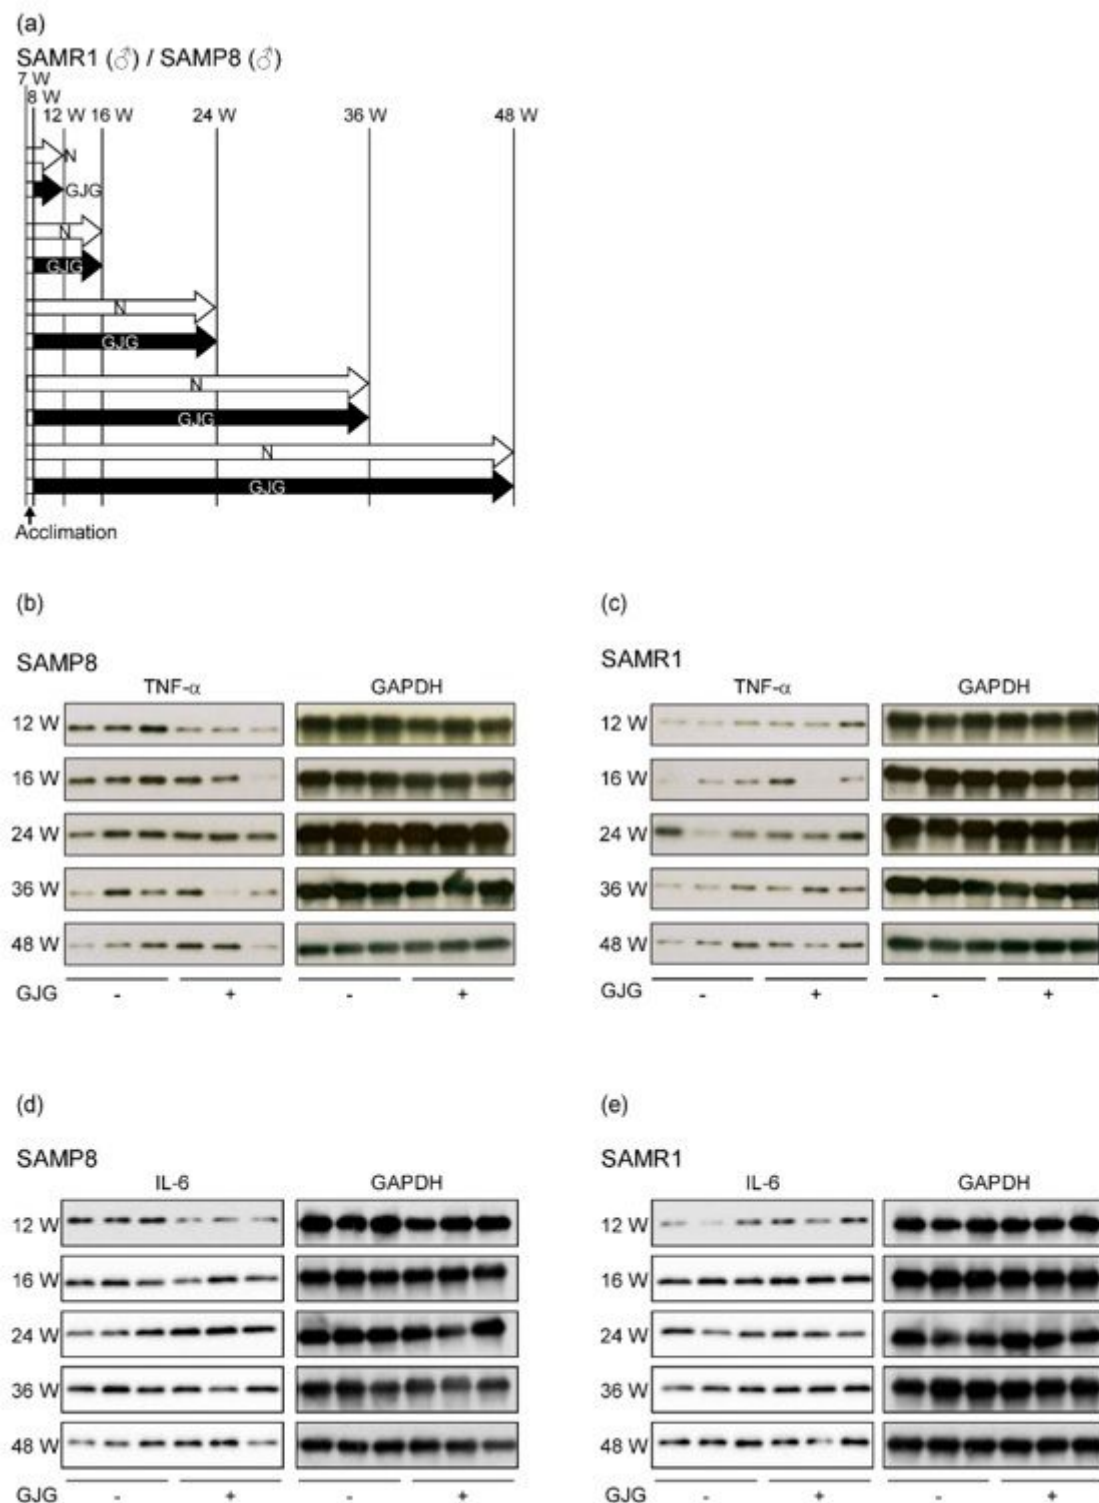 (a)
SAMR1 (♂) / SAMP8 (♂)
7 W
8 W
12 W 16 W 24 W 36 W 48 W
N
GJG
N
GJG
N
GJG
N
GJG
N
GJG
Acclimation
(b)
SAMP8
TNF-α GAPDH
12 W
16 W
24 W
36 W
48 W
GJG - + - +
(c)
SAMR1
TNF-α GAPDH
12 W
16 W
24 W
36 W
48 W
GJG - + - +
(d)
SAMP8
IL-6 GAPDH
12 W
16 W
24 W
36 W
48 W
GJG - + - +
(e)
SAMR1
IL-6 GAPDH
12 W
16 W
24 W
36 W
48 W
GJG - + - +